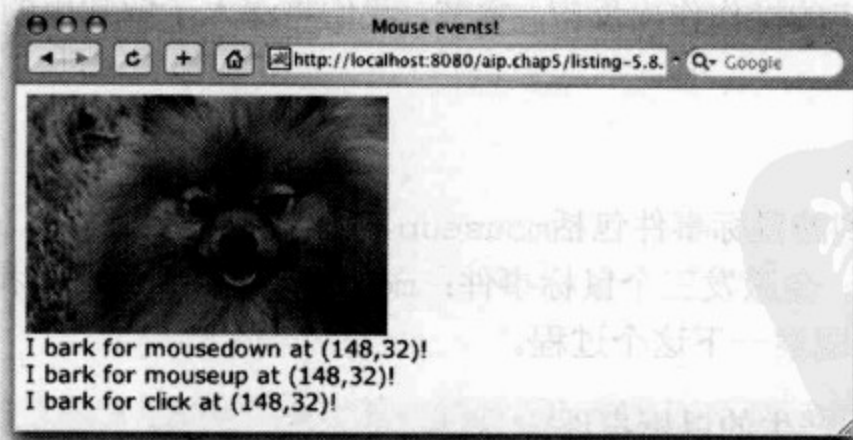 Mouse events!
http://localhost:8080/aip.chap5/listing-5.8.
Google
I bark for mousedown at (148,32)!
I bark for mouseup at (148,32)!
I bark for click at (148,32)!